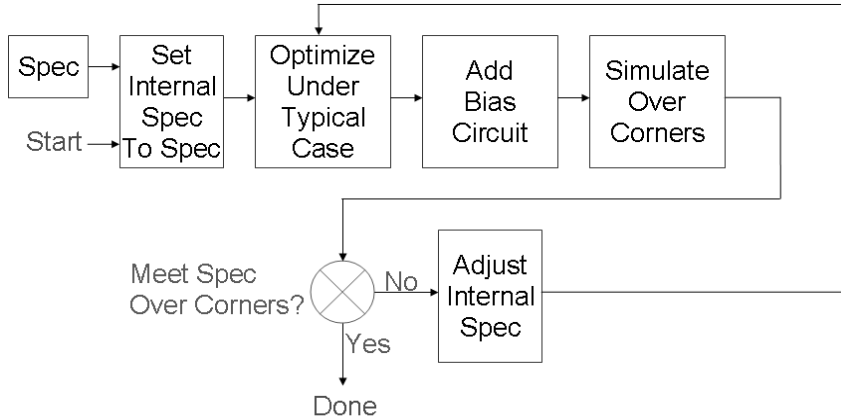 Spec
Start
Set
Internal
Spec
To Spec
Optimize
Under
Typical
Case
Add
Bias
Circuit
Simulate
Over
Corners
Meet Spec
Over Corners?
No
Yes
Done
Adjust
Internal
Spec